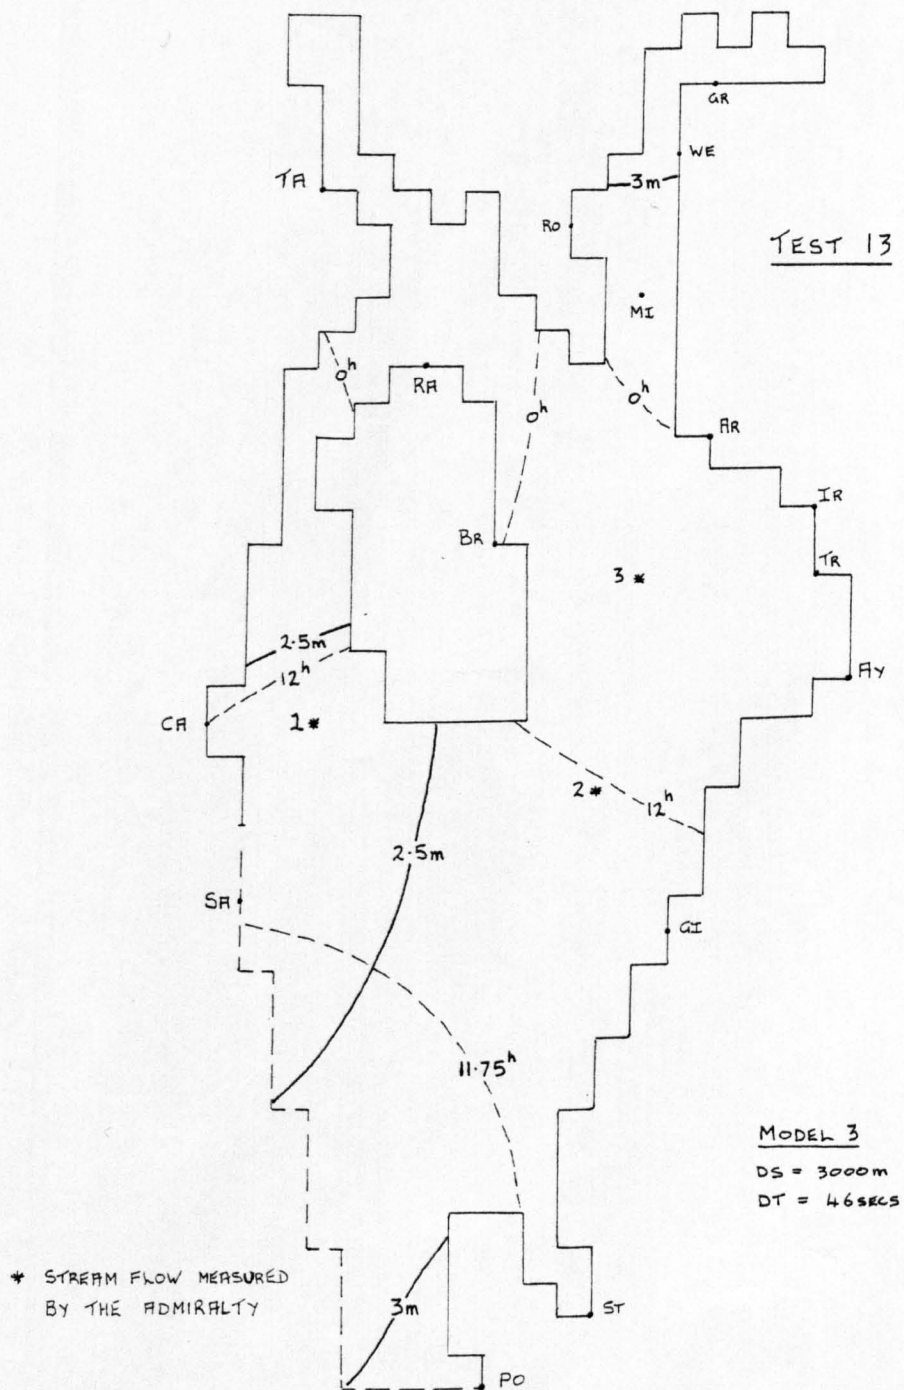 GR
WE
TA
3m
RO
TEST 13
MI
0h
RA
0h
0h
AR
IR
BR
3*
TR
2.5m
12h
AY
CA
1*
2*
12h
2.5m
SA
GI
11.75h
MODEL 3
DS = 3000m
DT = 46 SECS
* STREAM FLOW MEASURED
BY THE ADMIRALTY
3m
ST
PO